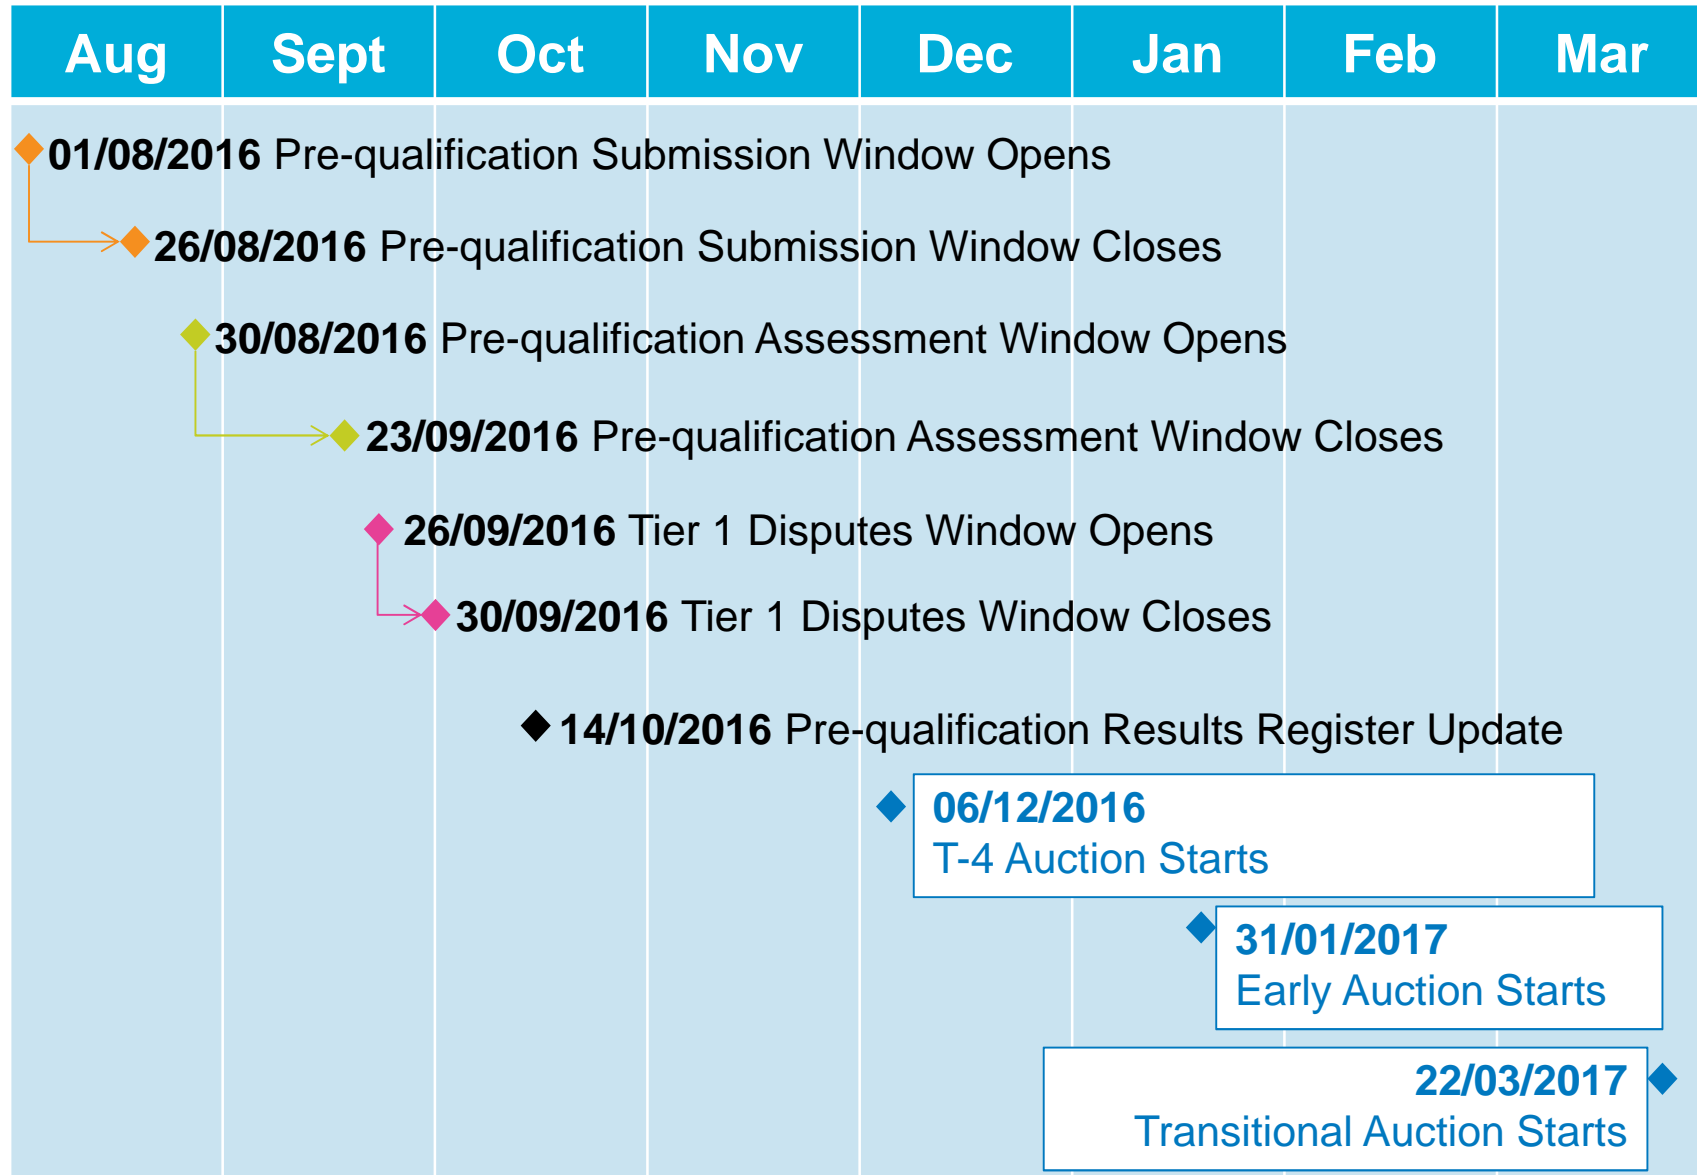 Aug Sept Oct Nov Dec Jan Feb Mar
01/08/2016 Pre-qualification Submission Window Opens
26/08/2016 Pre-qualification Submission Window Closes
30/08/2016 Pre-qualification Assessment Window Opens
23/09/2016 Pre-qualification Assessment Window Closes
26/09/2016 Tier 1 Disputes Window Opens
30/09/2016 Tier 1 Disputes Window Closes
14/10/2016 Pre-qualification Results Register Update
06/12/2016
T-4 Auction Starts
31/01/2017
Early Auction Starts
22/03/2017
Transitional Auction Starts